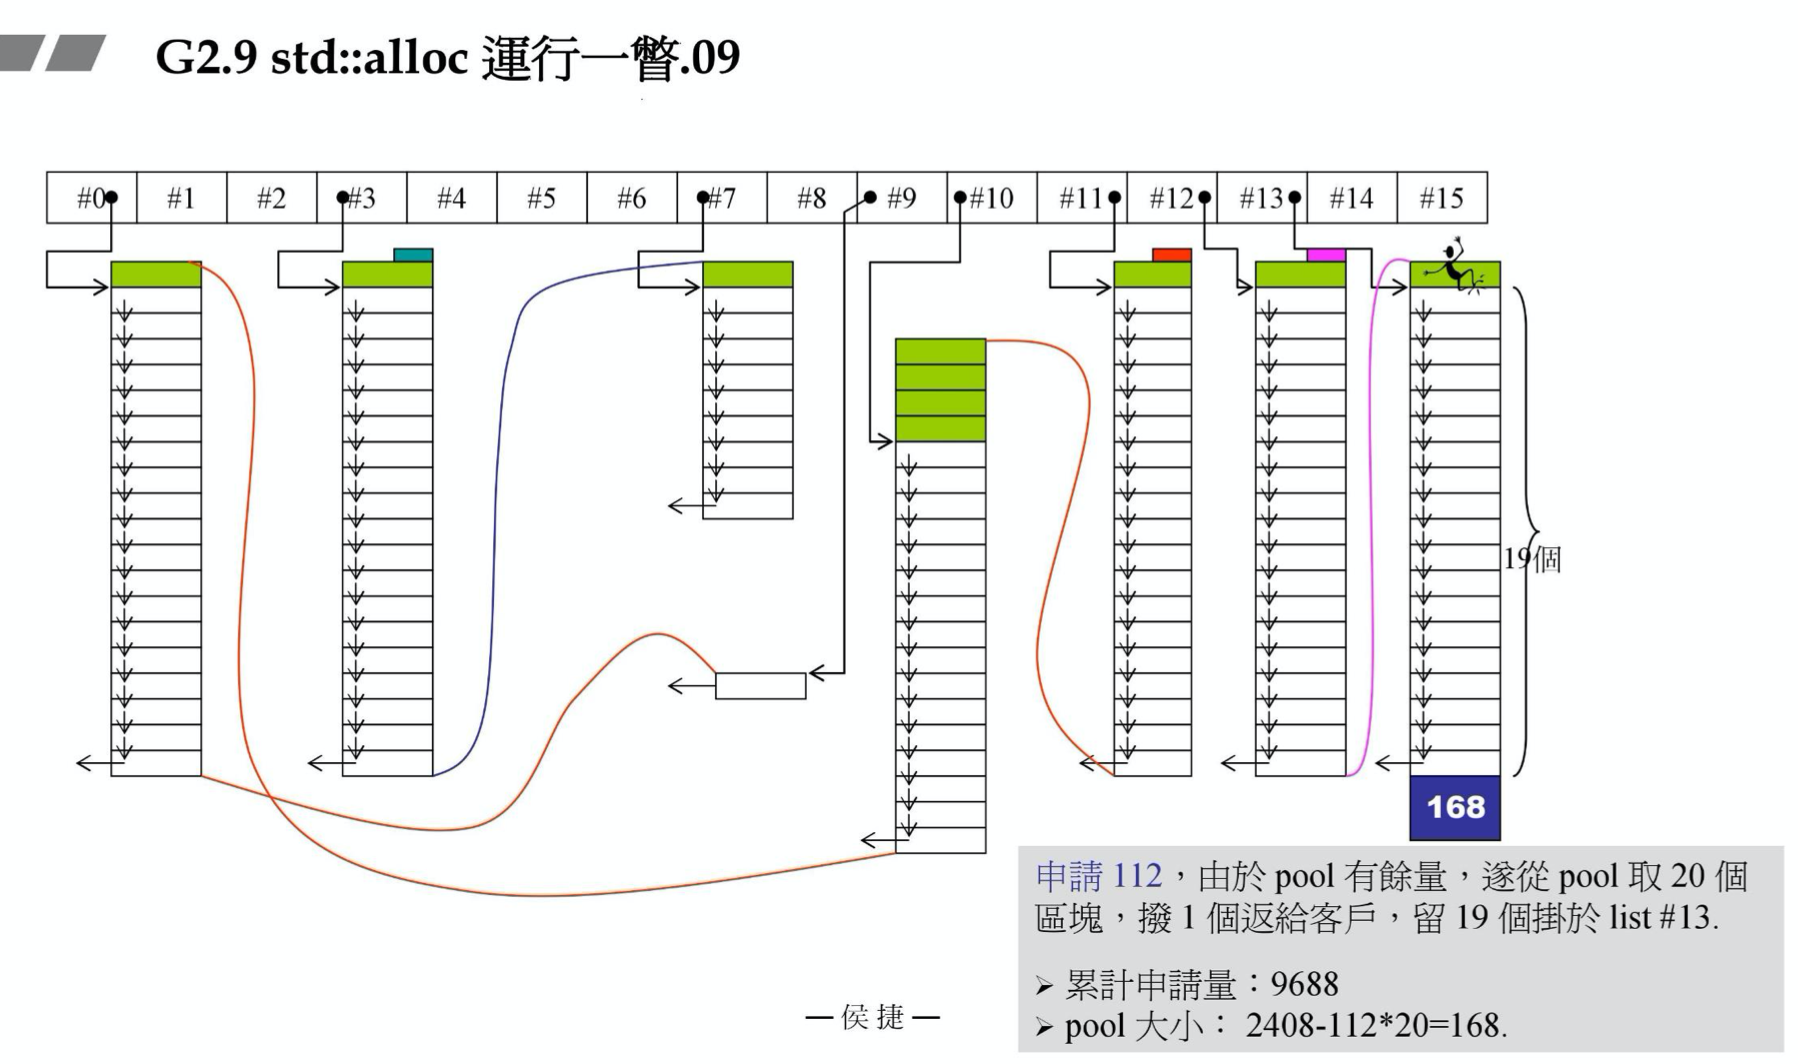 G2.9 std::alloc 運行一瞥.09
#0 #1 #2 #3 #4 #5 #6 #7 #8 #9 #10 #11 #12 #13 #14 #15
19個
168
申請 112，由於 pool 有餘量，遂從 pool 取 20 個
區塊，撥 1 個返給客戶，留 19 個掛於 list #13.
➢ 累計申請量：9688
➢ pool 大小： 2408-112*20=168.
—侯捷—